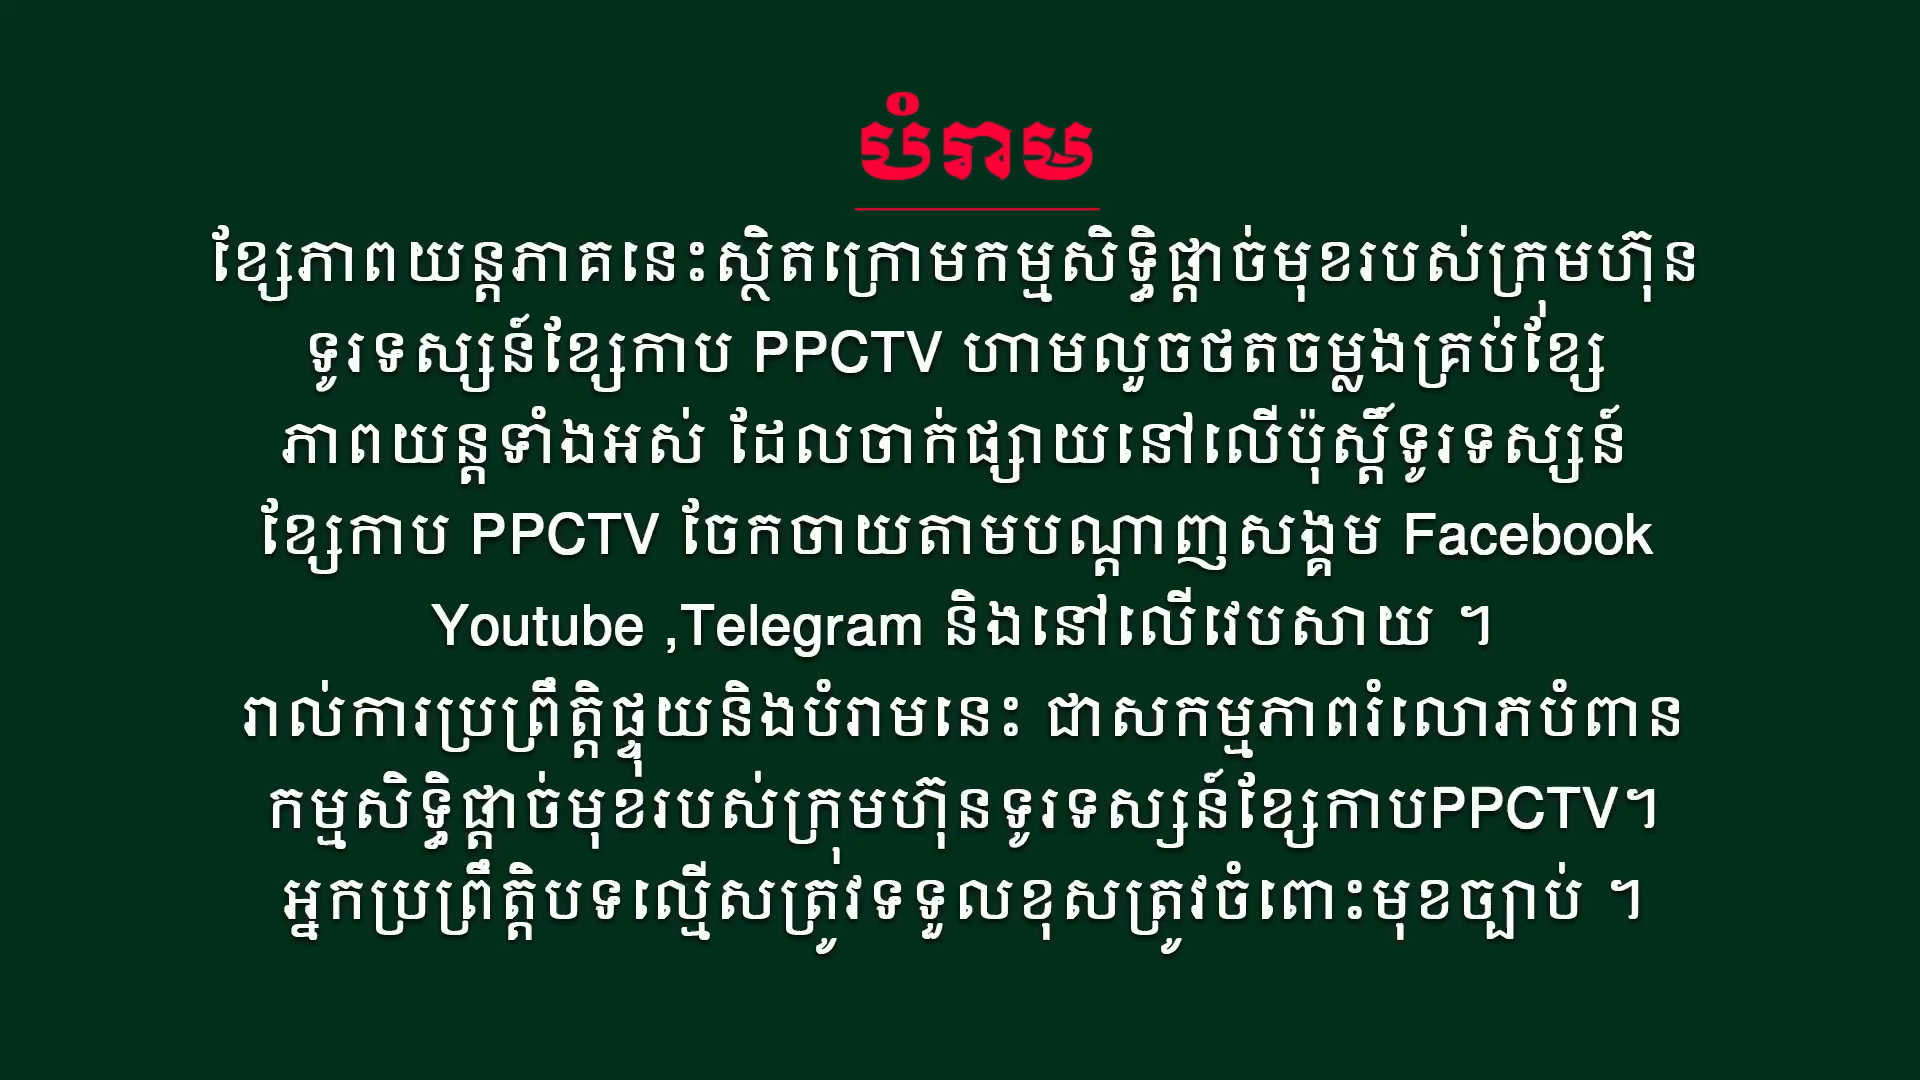 បំរាម
ខ្សែភាពយន្តភាគនេះស្ថិតក្រោមកម្មសិទ្ធិផ្តាច់មុខរបស់ក្រុមហ៊ុន
ទូរទស្សន៍ខ្សែកាប PPCTV ហាមលួចថតចម្លងគ្រប់ខ្សែ
ភាពយន្តទាំងអស់ ដែលចាក់ផ្សាយនៅលើប៉ុស្តិ៍ទូរទស្សន៍
ខ្សែកាប PPCTV ចែកចាយតាមបណ្តាញសង្គម Facebook
Youtube ,Telegram និងនៅលើវេបសាយ ។
រាល់ការប្រព្រឹត្តិផ្ទុយនិងបំរាមនេះ ជាសកម្មភាពរំលោភបំពាន
កម្មសិទ្ធិផ្តាច់មុខរបស់ក្រុមហ៊ុនទូរទស្សន៍ខ្សែកាបPPCTV។
អ្នកប្រព្រឹត្តិបទល្មើសត្រូវទទួលខុសត្រូវចំពោះមុខច្បាប់ ។